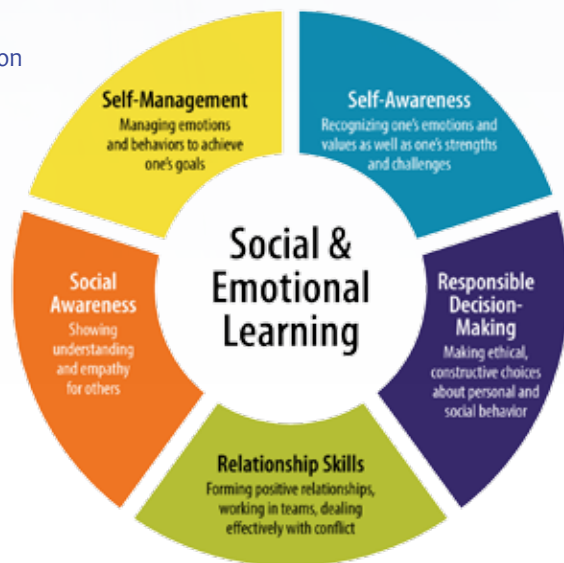 on
Self-Management
Managing emotions
and behaviors to achieve
one's goals
Self-Awareness
Recognizing one's emotions and
values as well as one's strengths
and challenges
Social &
Emotional
Learning
Social
Awareness
Showing
understanding
and empathy
for others
Responsible
Decision-
Making
Making ethical,
constructive choices
about personal and
social behavior
Relationship Skills
Forming positive relationships,
working in teams, dealing
effectively with conflict